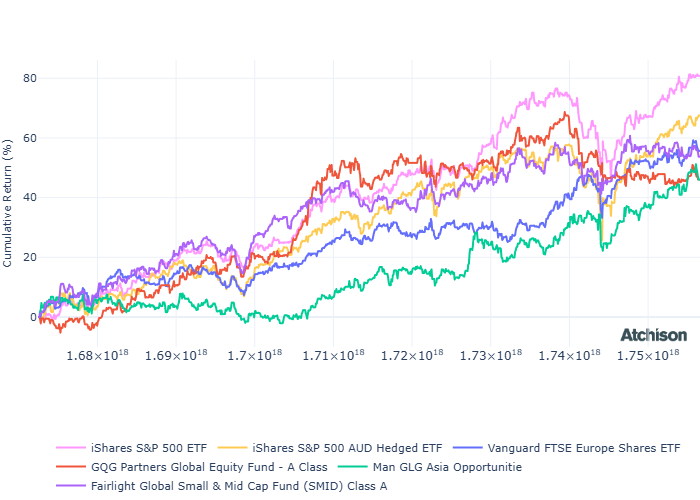 80
60
40
20
0
Cumulative Return (%)
1.68×10¹⁸ 1.69×10¹⁸ 1.7×10¹⁸ 1.71×10¹⁸ 1.72×10¹⁸ 1.73×10¹⁸ 1.74×10¹⁸ 1.75×10¹⁸
Atchison
iShares S&P 500 ETF iShares S&P 500 AUD Hedged ETF Vanguard FTSE Europe Shares ETF
GQG Partners Global Equity Fund - A Class Man GLG Asia Opportunitie
Fairlight Global Small & Mid Cap Fund (SMID) Class A